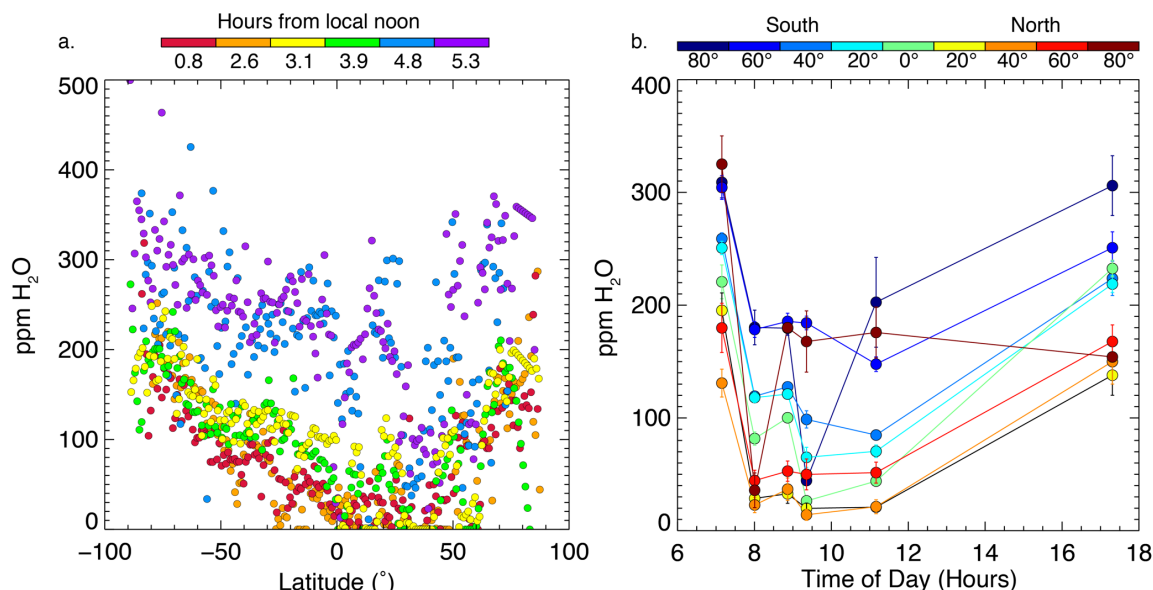 Hours from local noon
a.
0.8 2.6 3.1 3.9 4.8 5.3
500
400
300
200
100
0
ppm H₂O
−100 −50 0 50 100
Latitude (°)
South North
b.
80° 60° 40° 20° 0° 20° 40° 60° 80°
400
300
200
100
0
ppm H₂O
6 8 10 12 14 16 18
Time of Day (Hours)